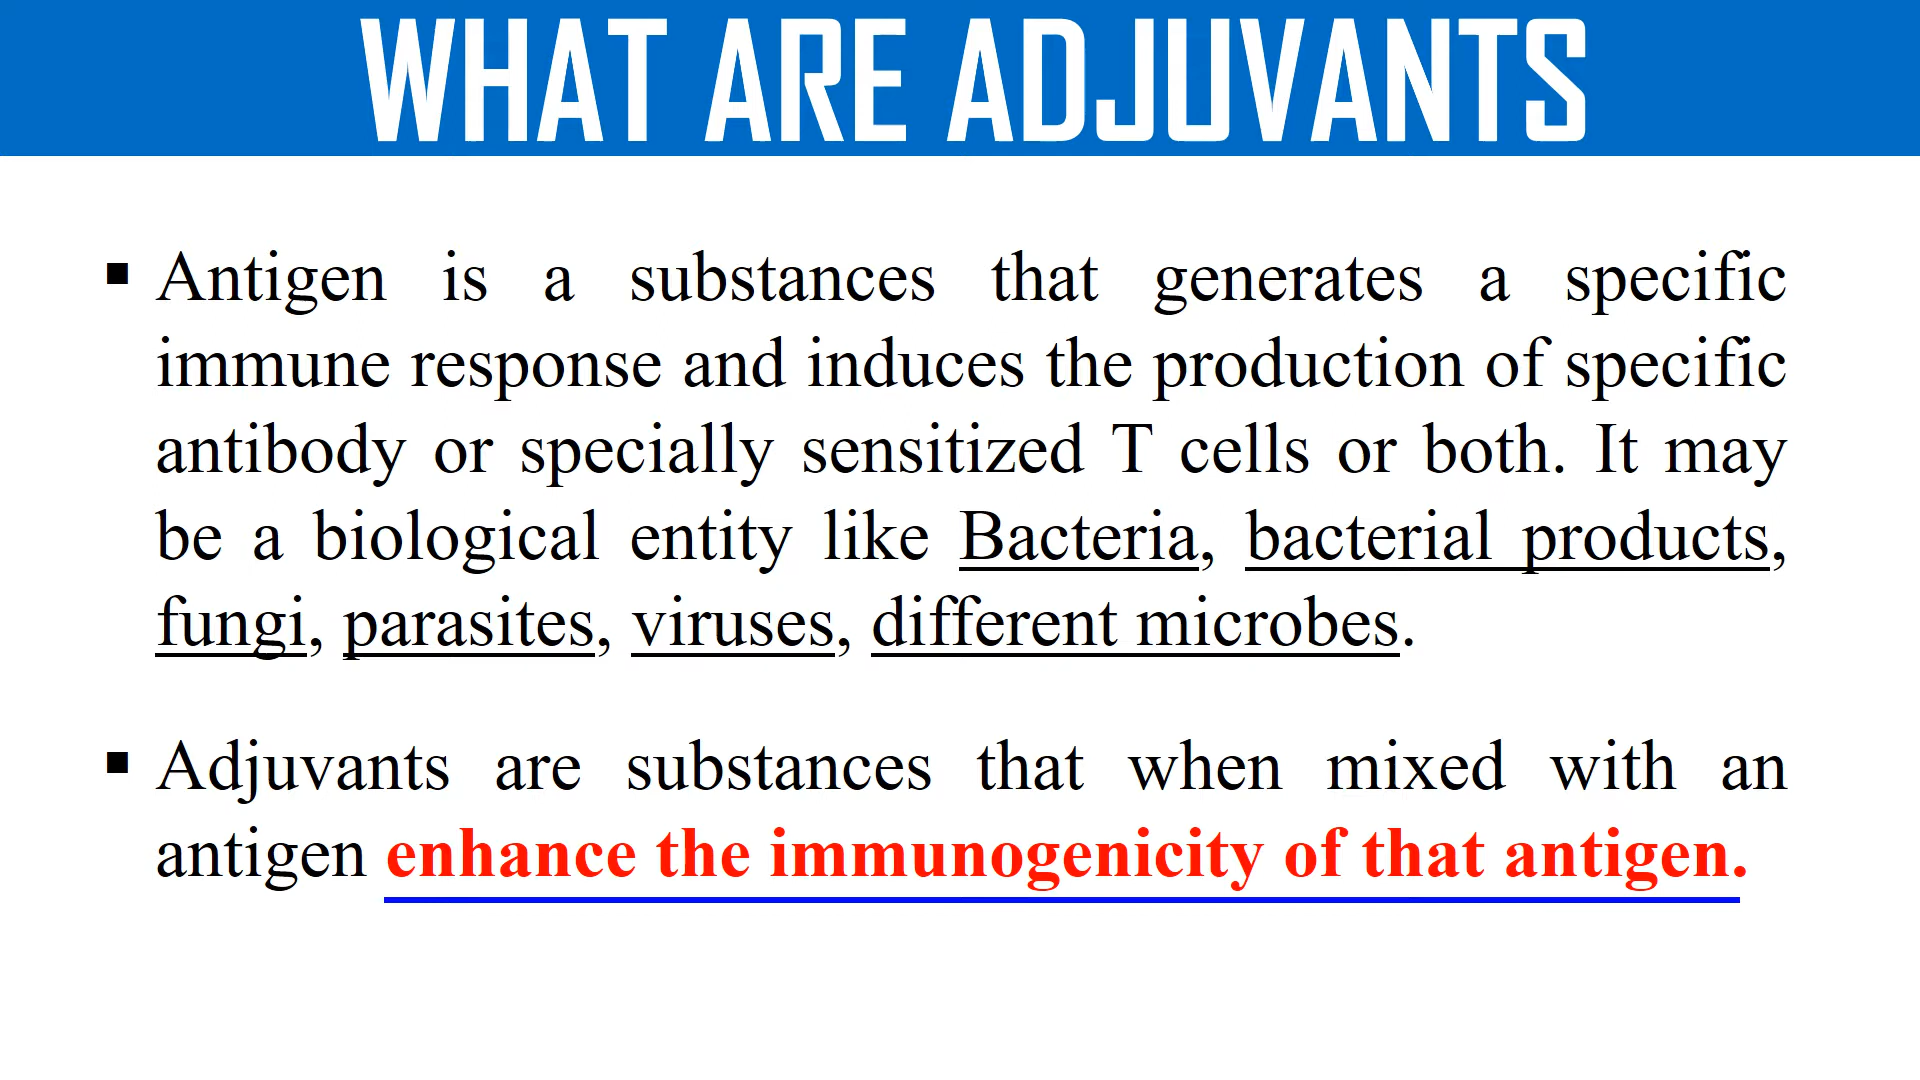 WHAT ARE ADJUVANTS
▪ Antigen is a substances that generates a specific
immune response and induces the production of specific
antibody or specially sensitized T cells or both. It may
be a biological entity like Bacteria, bacterial products,
fungi, parasites, viruses, different microbes.
▪ Adjuvants are substances that when mixed with an
antigen enhance the immunogenicity of that antigen.